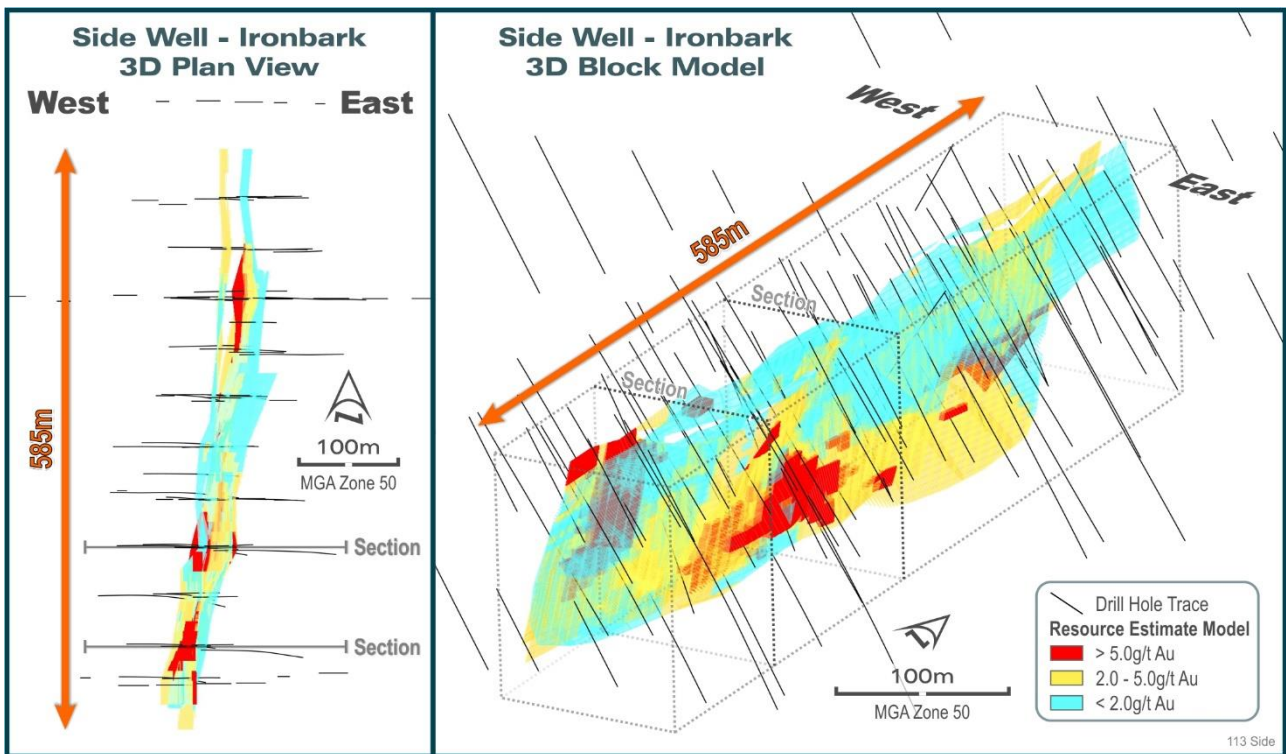 Side Well - Ironbark
3D Plan View
West
East
585m
Z
100m
MGA Zone 50
Section
Section
Side Well - Ironbark
3D Block Model
West
East
585m
Section
Section
Z
100m
MGA Zone 50
Drill Hole Trace
Resource Estimate Model
> 5.0g/t Au
2.0 - 5.0g/t Au
< 2.0g/t Au
113 Side